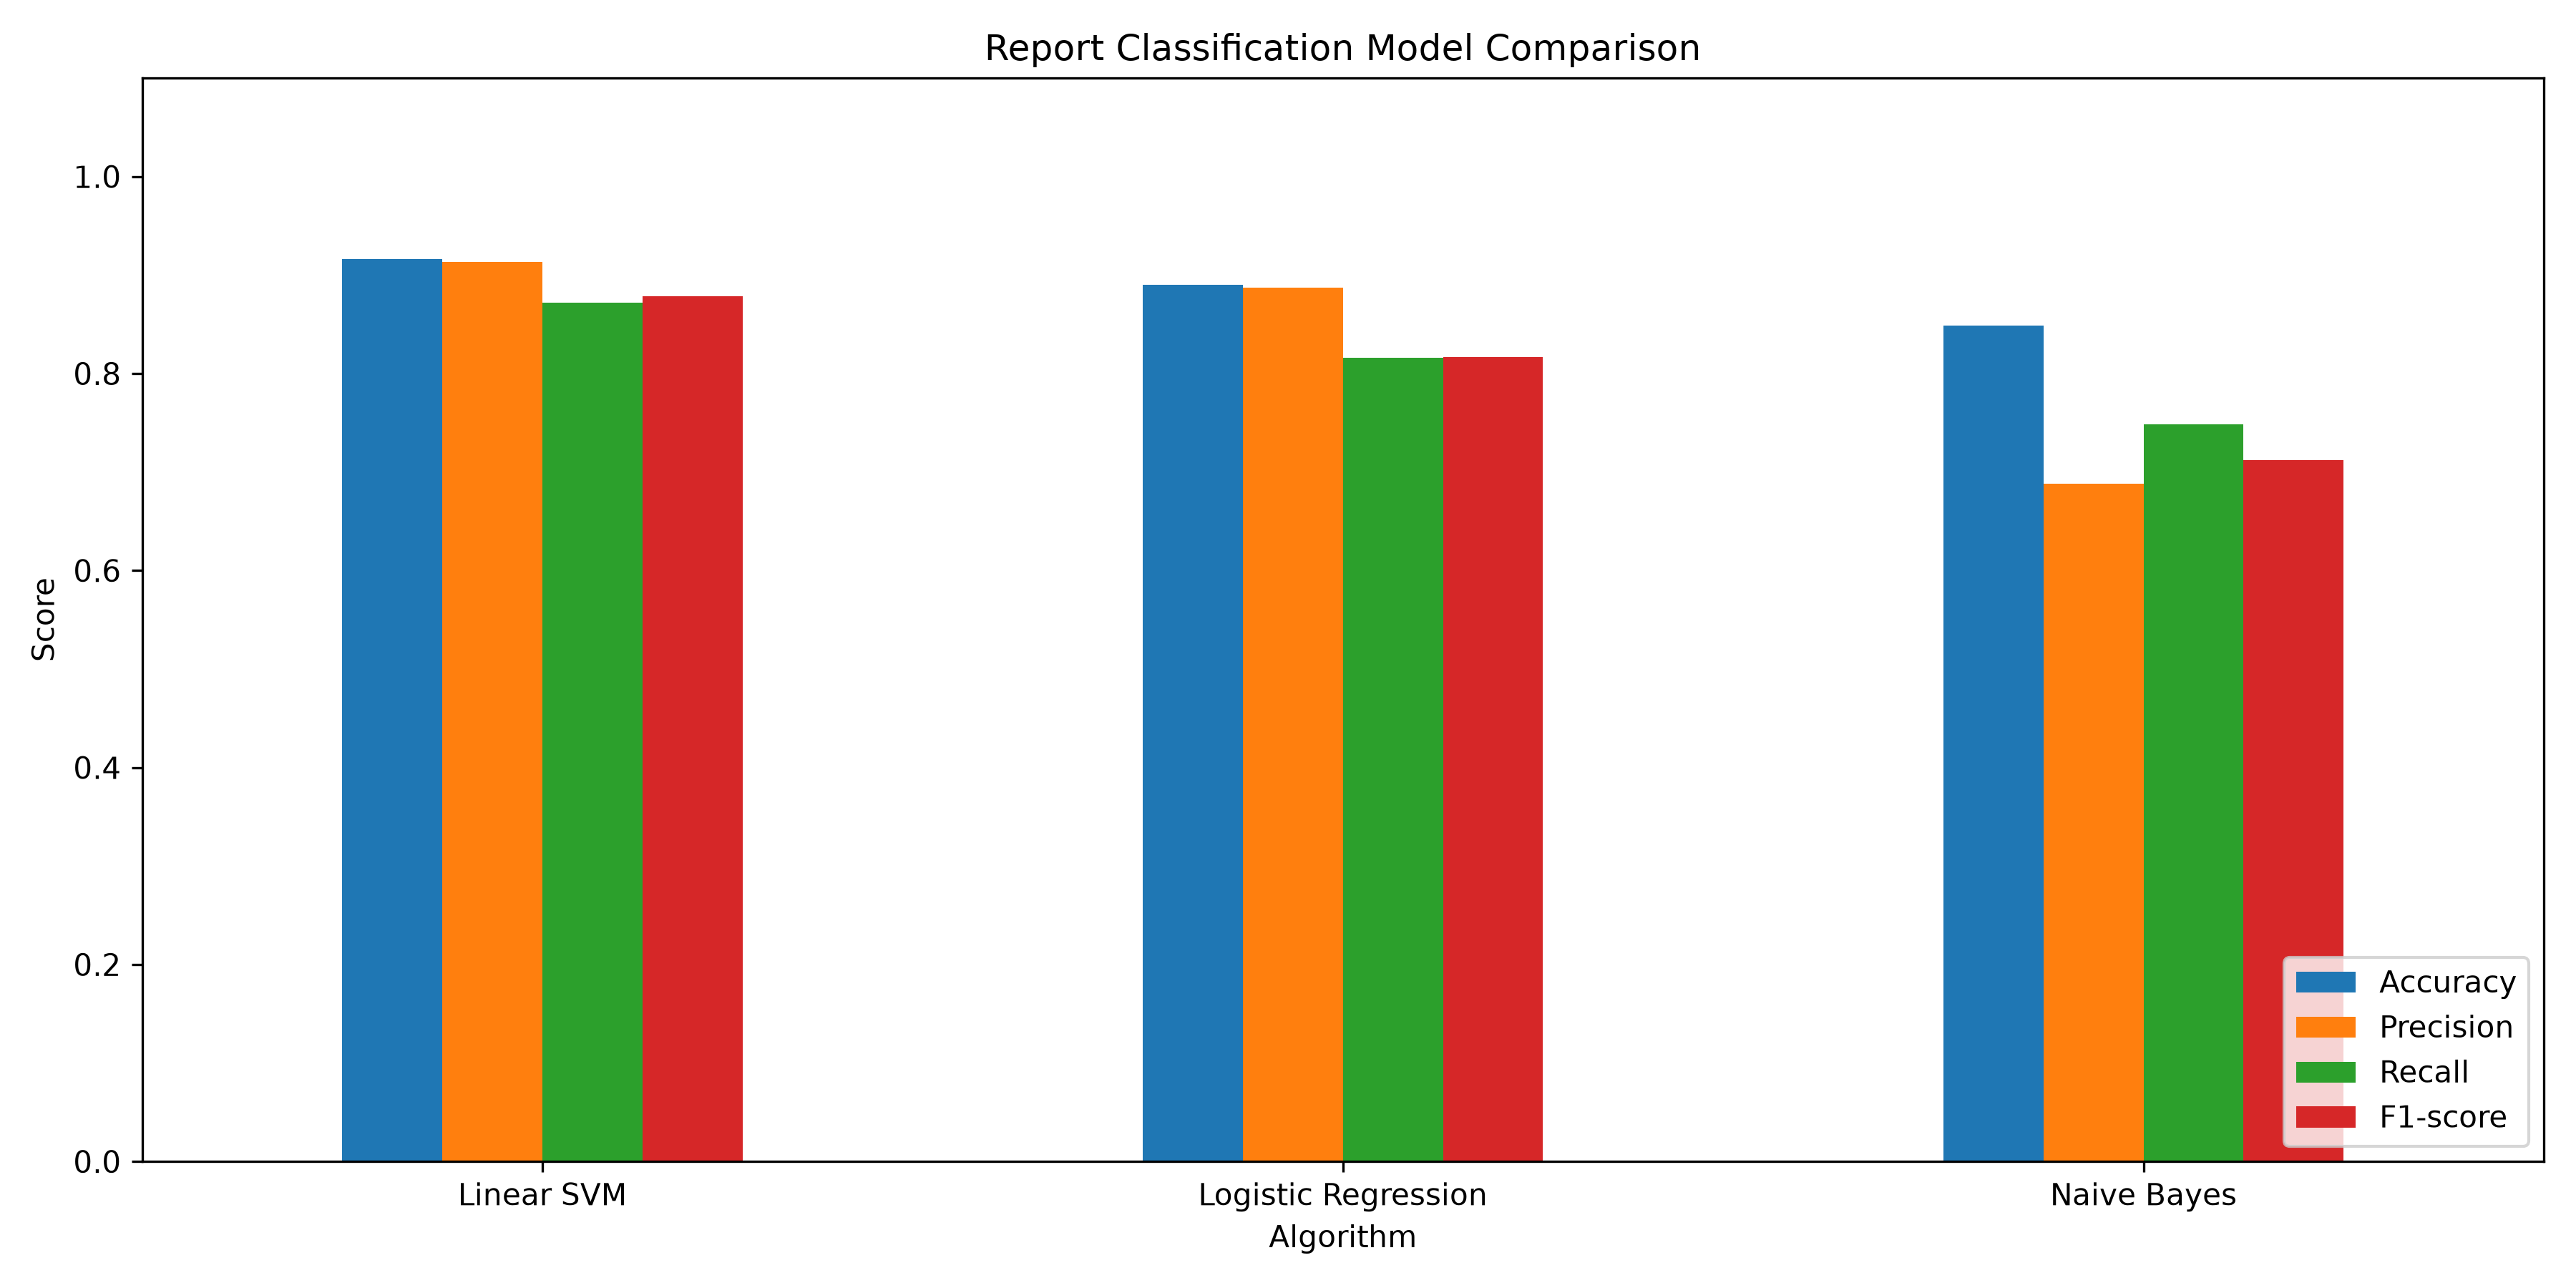 Report Classification Model Comparison
1.0
0.8
0.6
0.4
0.2
0.0
Score
Linear SVM
Logistic Regression
Naive Bayes
Algorithm
Accuracy
Precision
Recall
F1-score